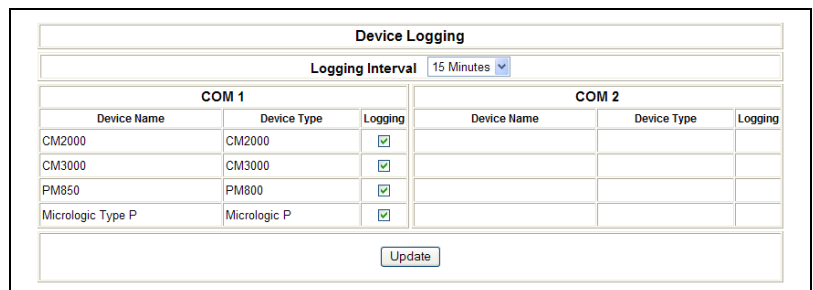 Device Logging
Logging Interval 15 Minutes
COM 1 COM 2
Device Name Device Type Logging Device Name Device Type Logging
CM2000 CM2000
CM3000 CM3000
PM850 PM800
Micrologic Type P Micrologic P
Update